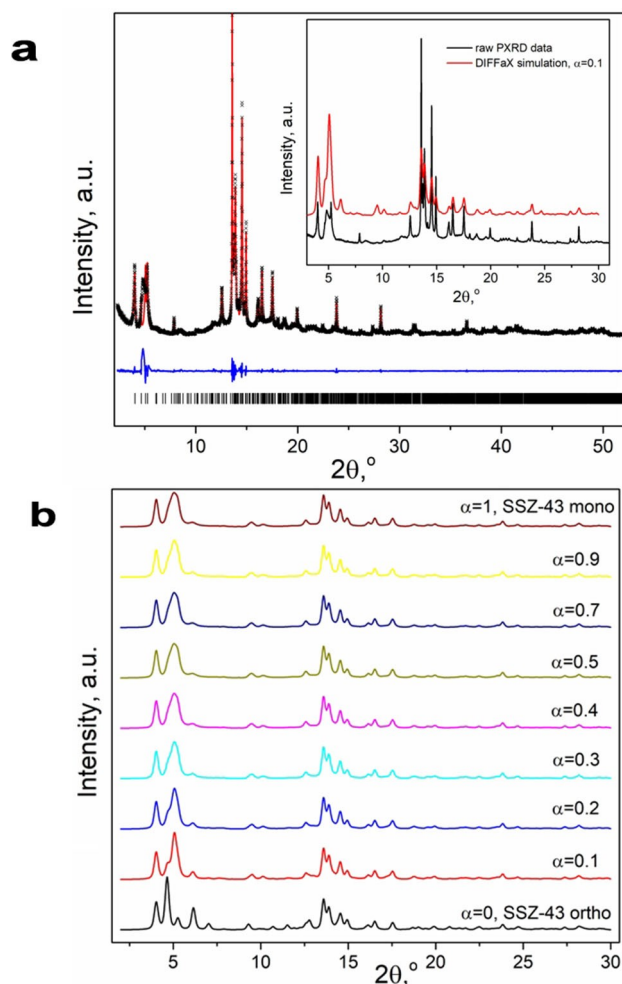 a
Intensity, a.u.
10
20
30
40
50
2θ,°
Intensity, a.u.
raw PXRD data
DIFFaX simulation, α=0.1
5
10
15
20
25
30
2θ,°
b
Intensity, a.u.
α=1, SSZ-43 mono
α=0.9
α=0.7
α=0.5
α=0.4
α=0.3
α=0.2
α=0.1
α=0, SSZ-43 ortho
5
10
15
20
25
30
2θ,°